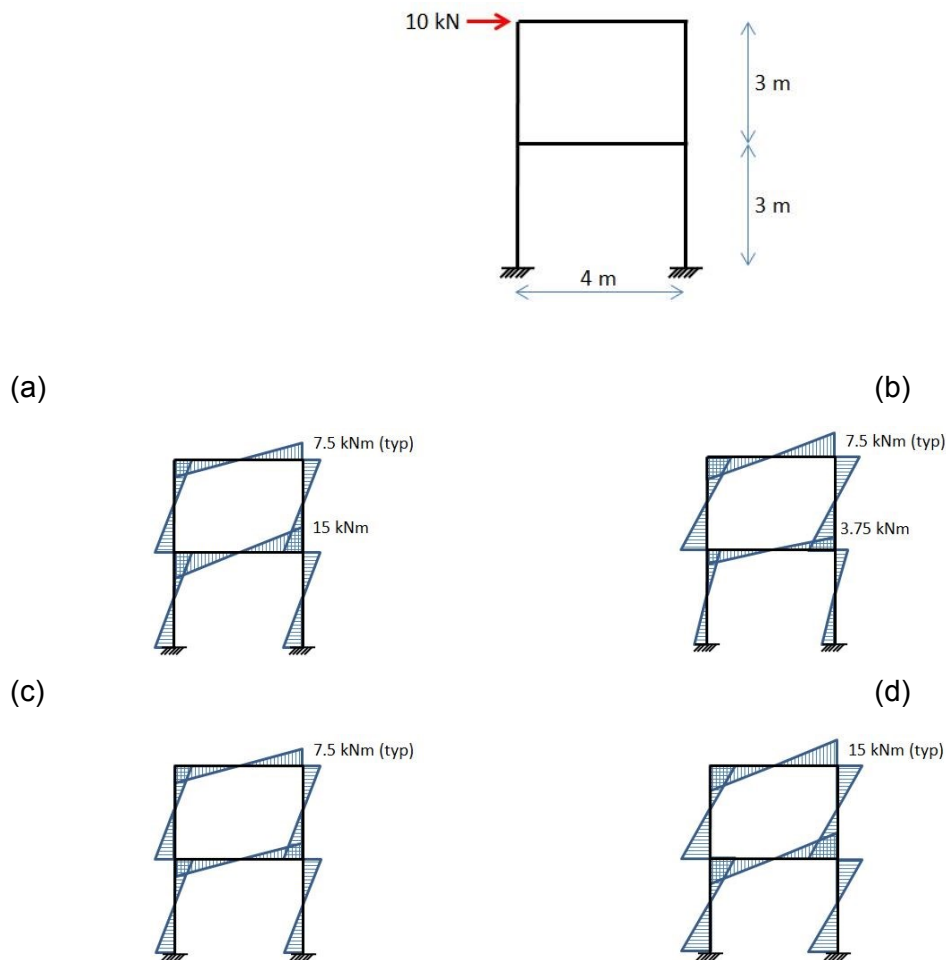 10 kN
3 m
3 m
4 m
(a) (b)
7.5 kNm (typ) 7.5 kNm (typ)
15 kNm 3.75 kNm
(c) (d)
7.5 kNm (typ) 15 kNm (typ)